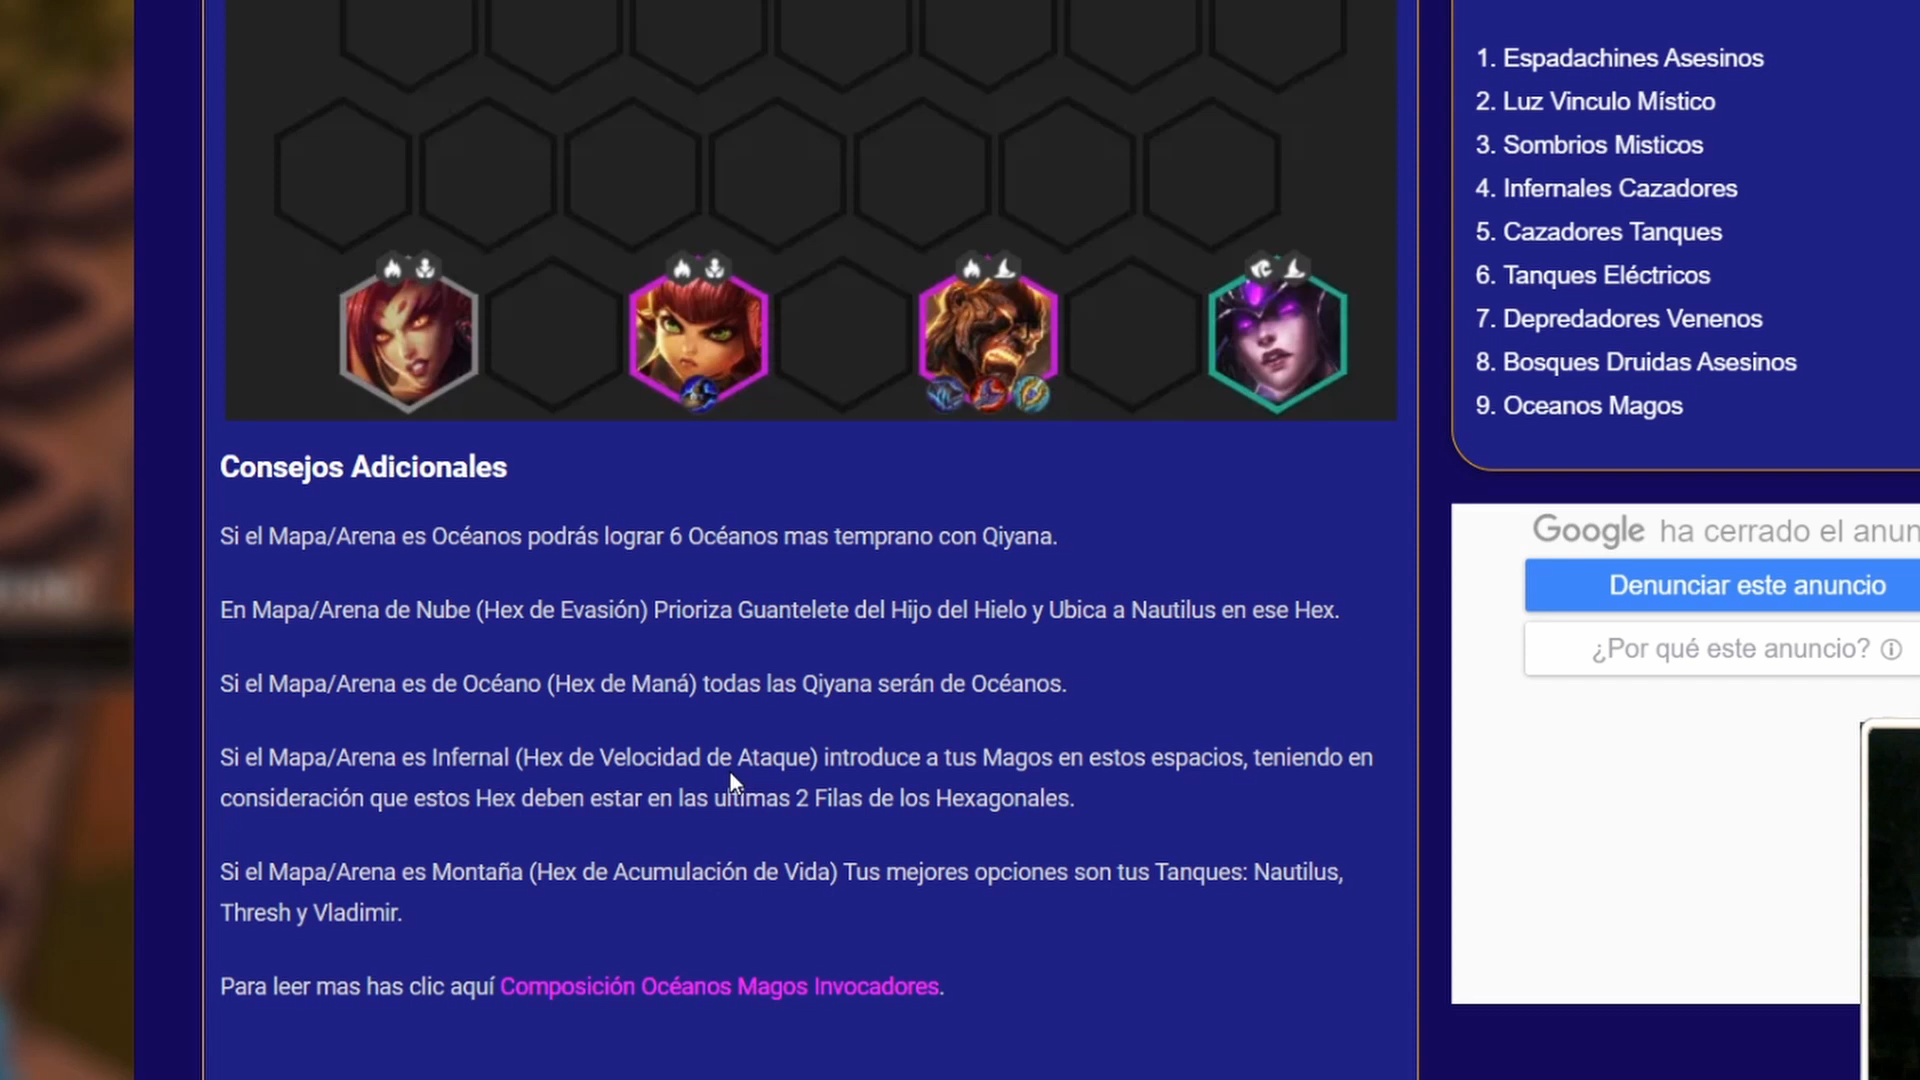 1. Espadachines Asesinos
2. Luz Vinculo Místico
3. Sombrios Misticos
4. Infernales Cazadores
5. Cazadores Tanques
6. Tanques Eléctricos
7. Depredadores Venenos
8. Bosques Druidas Asesinos
9. Oceanos Magos
Consejos Adicionales
Si el Mapa/Arena es Océanos podrás lograr 6 Océanos mas temprano con Qiyana.
En Mapa/Arena de Nube (Hex de Evasión) Prioriza Guantelete del Hijo del Hielo y Ubica a Nautilus en ese Hex.
Si el Mapa/Arena es de Océano (Hex de Maná) todas las Qiyana serán de Océanos.
Si el Mapa/Arena es Infernal (Hex de Velocidad de Ataque) introduce a tus Magos en estos espacios, teniendo en
consideración que estos Hex deben estar en las ultimas 2 Filas de los Hexagonales.
Si el Mapa/Arena es Montaña (Hex de Acumulación de Vida) Tus mejores opciones son tus Tanques: Nautilus,
Thresh y Vladimir.
Para leer mas has clic aquí Composición Océanos Magos Invocadores.
Google ha cerrado el anun
Denunciar este anuncio
¿Por qué este anuncio?